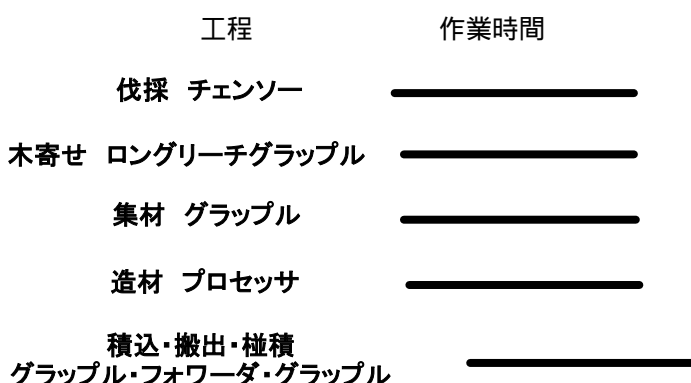 工程　作業時間
伐採　チェンソー
木寄せ　ロングリーチグラップル
集材　グラップル
造材　プロセッサ
積込・搬出・椪積
グラップル・フォワーダ・グラップル